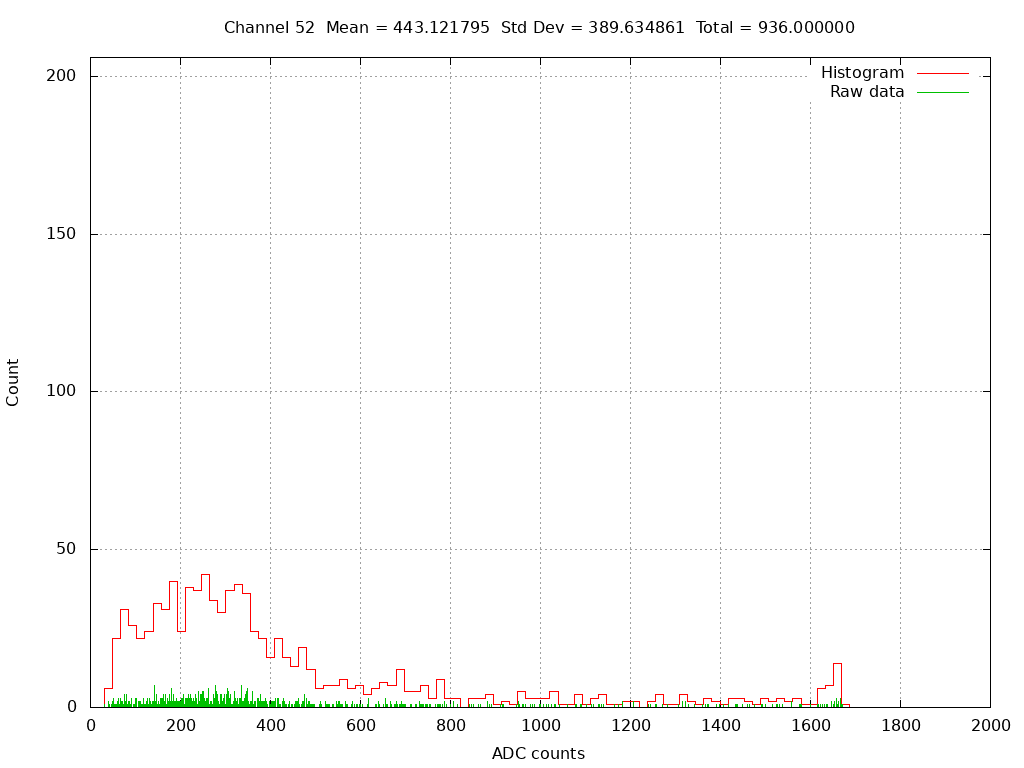 Channel 52  Mean = 443.121795  Std Dev = 389.634861  Total = 936.000000
Histogram
Raw data
200
150
100
50
0
Count
0 200 400 600 800 1000 1200 1400 1600 1800 2000
ADC counts